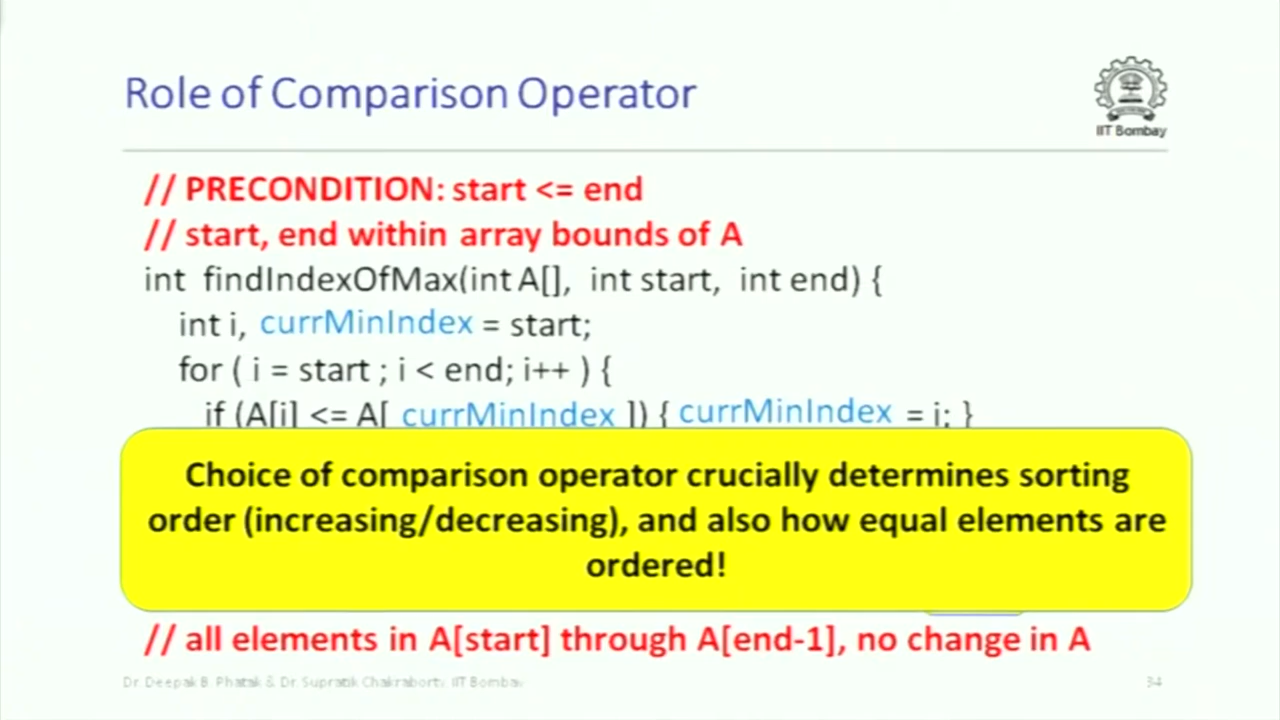 Role of Comparison Operator
IIT Bombay
// PRECONDITION: start <= end
// start, end within array bounds of A
int findIndexOfMax(int A[], int start, int end) {
int i, currMinIndex = start;
for ( i = start ; i < end; i++ ) {
if (A[i] <= A[ currMinIndex ]) { currMinIndex = i; }
Choice of comparison operator crucially determines sorting
order (increasing/decreasing), and also how equal elements are
ordered!
// all elements in A[start] through A[end-1], no change in A
Dr Deepak B Phatak & Dr Supratik Chakraborty, IIT Bombay
34